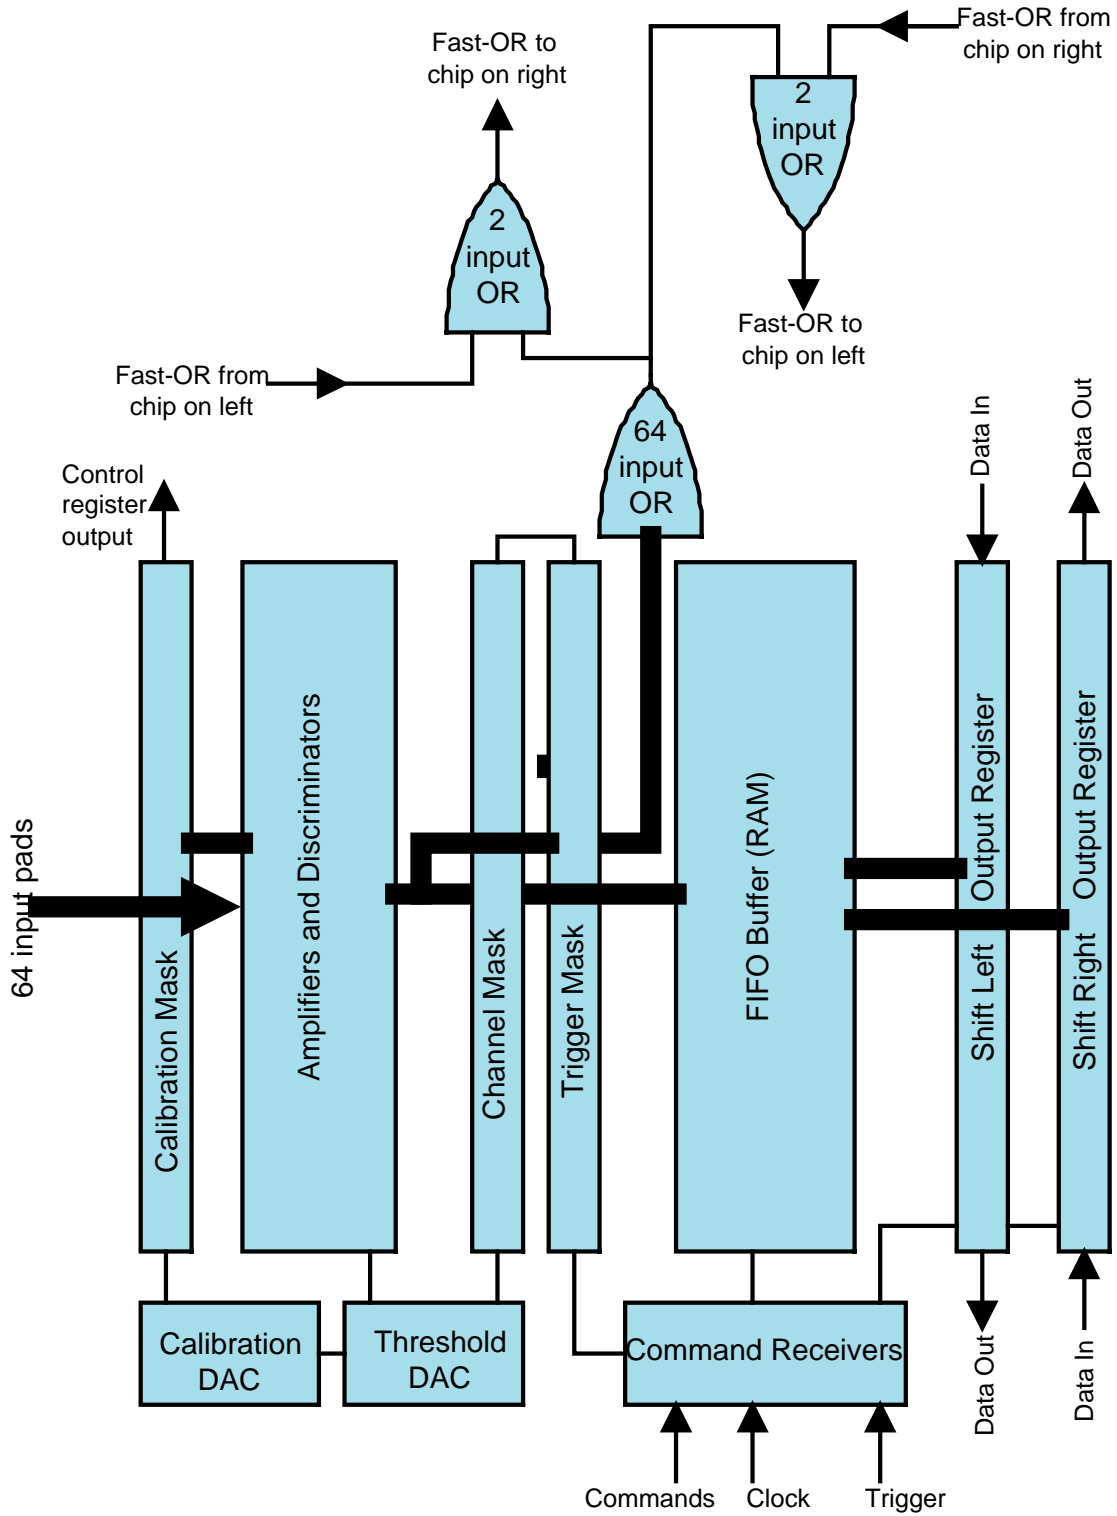 Fast-OR from
chip on right
Fast-OR to
chip on right
2
input
OR
2
input
OR
Fast-OR to
chip on left
Fast-OR from
chip on left
64
input
OR
Data In
Data Out
Control
register
output
64 input pads
Calibration Mask
Amplifiers and Discriminators
Channel Mask
Trigger Mask
FIFO Buffer (RAM)
Shift Left Output Register
Shift Right Output Register
Calibration
DAC
Threshold
DAC
Command Receivers
Data Out
Data In
Commands
Clock
Trigger